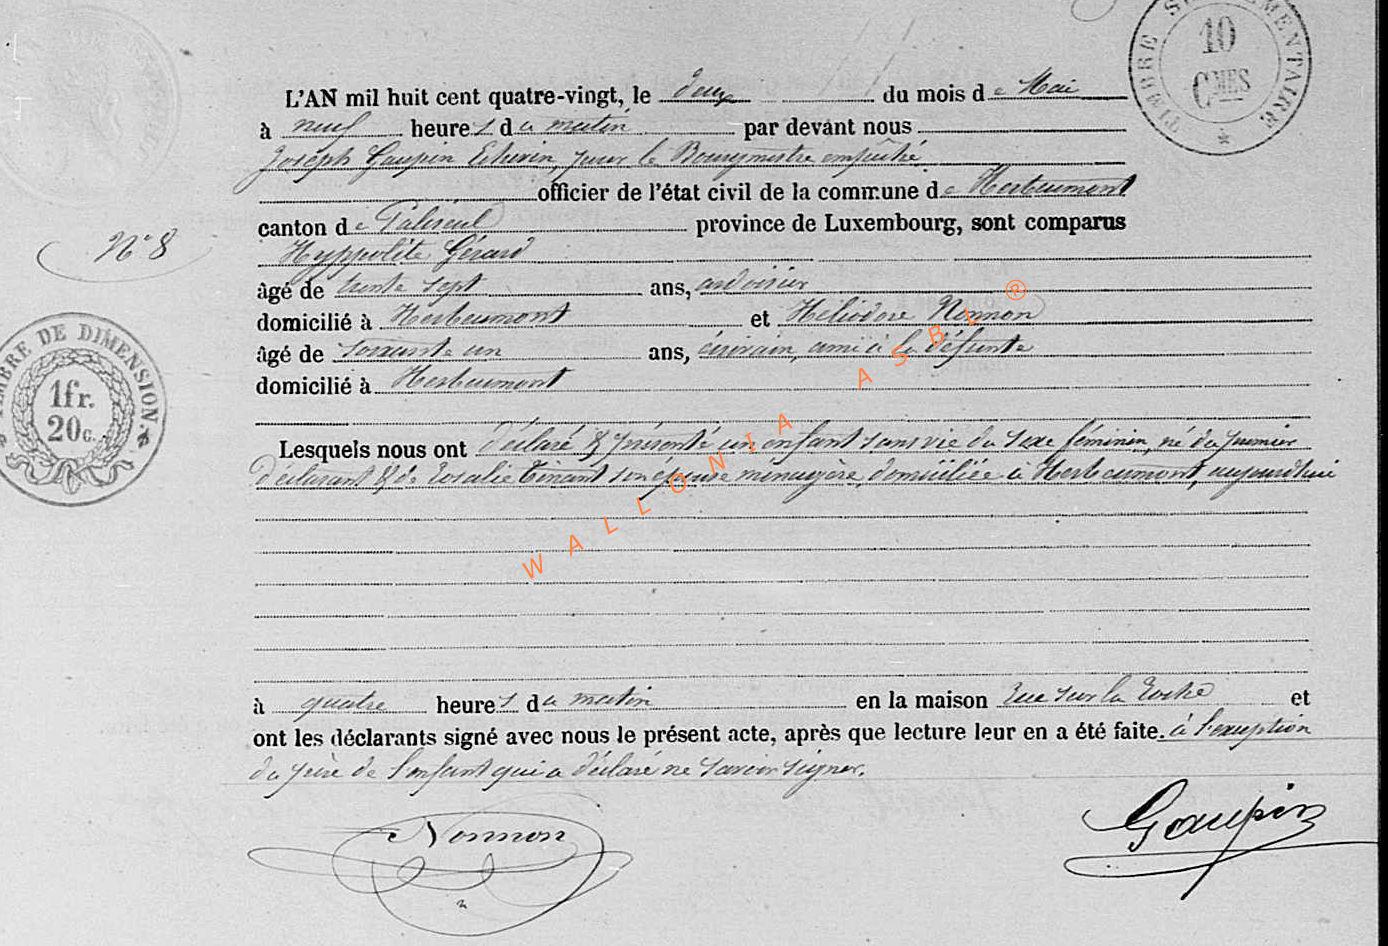 TIMBRE SUPPLÉMENTAIRE
10
CMES
L'AN mil huit cent quatre-vingt, le deux du mois de Mai
à neuf heures du matin par devant nous
Joseph Gaupin Echevin, pour le Bourgmestre empêché
officier de l'état civil de la commune de Herbeumont
canton de Paliseul province de Luxembourg, sont comparus
N° 8
Hyppolite Gérard
âgé de trente sept ans, ardoisier
domicilié à Herbeumont et Héliodore Nonnon
âgé de soixante un ans, écrivain, ami à la défunte
domicilié à Herbeumont
TIMBRE DE DIMENSION.
1fr.
20c.
Lesquels nous ont déclaré & présenté un enfant sans vie du sexe féminin, né du premier
déclarant & de Rosalie Tinant son épouse ménagère, domiciliée à Herbeumont, aujourd'hui
à quatre heures du matin en la maison Rue sur la Roche et
ont les déclarants signé avec nous le présent acte, après que lecture leur en a été faite. à l'exception
du père de l'enfant qui a déclaré ne savoir signer.
Nonnon
Gaupin
WALLONIA ASBL ®